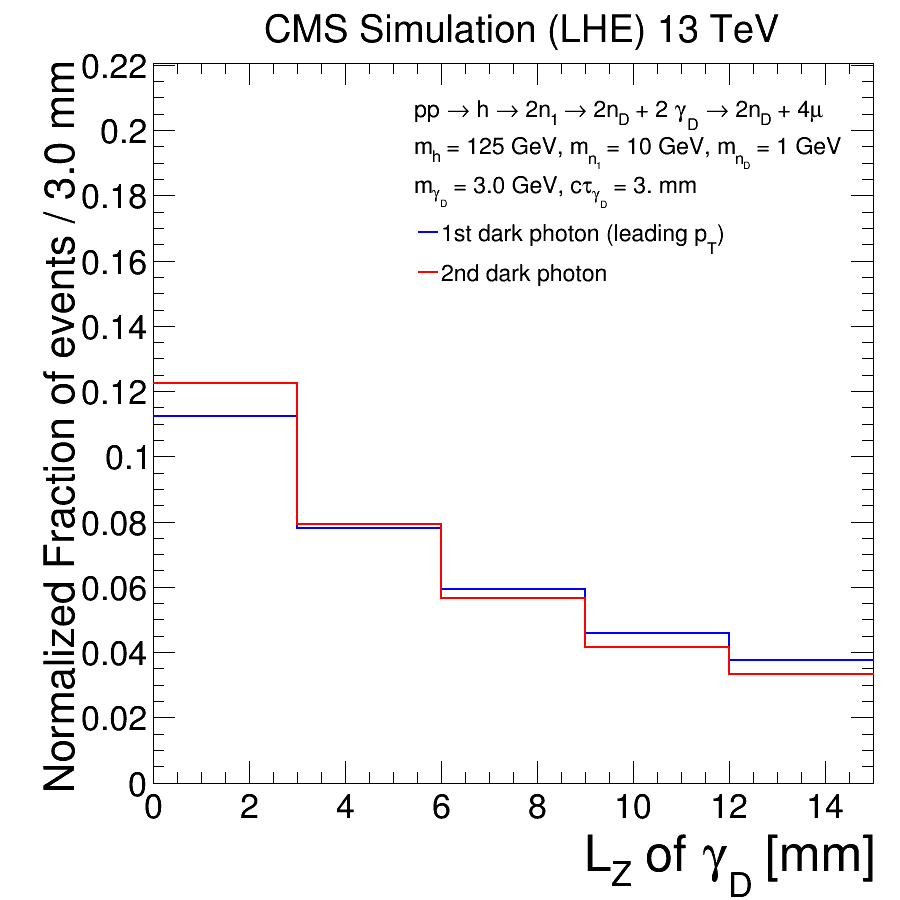 CMS Simulation (LHE) 13 TeV
pp → h → 2n1 → 2nD + 2 γD → 2nD + 4μ
mh = 125 GeV, mn1 = 10 GeV, mnD = 1 GeV
mγD = 3.0 GeV, cτγD = 3. mm
1st dark photon (leading pT)
2nd dark photon
Normalized Fraction of events / 3.0 mm
0.22
0.2
0.18
0.16
0.14
0.12
0.1
0.08
0.06
0.04
0.02
0
0 2 4 6 8 10 12 14
LZ of γD [mm]